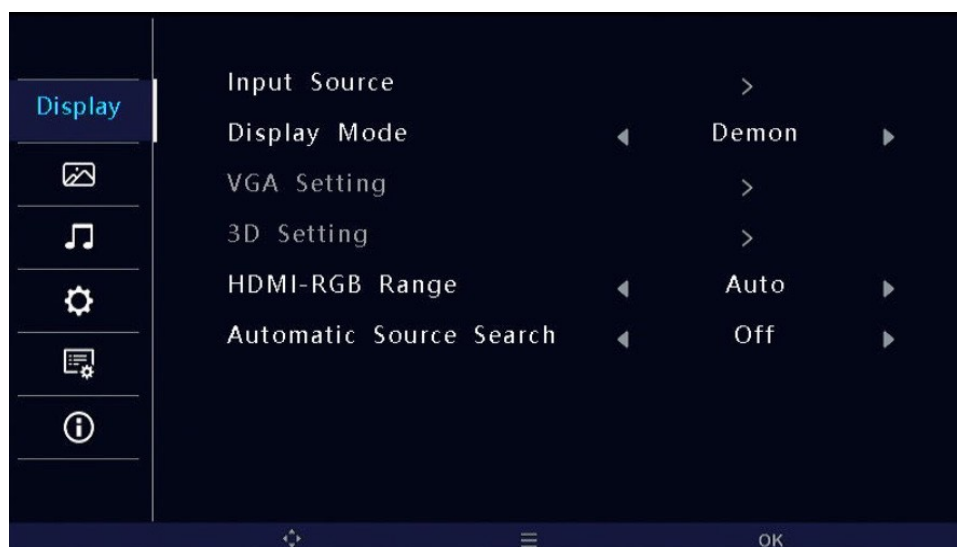 Display
Input Source >
Display Mode Demon
VGA Setting >
3D Setting >
HDMI-RGB Range Auto
Automatic Source Search Off
OK